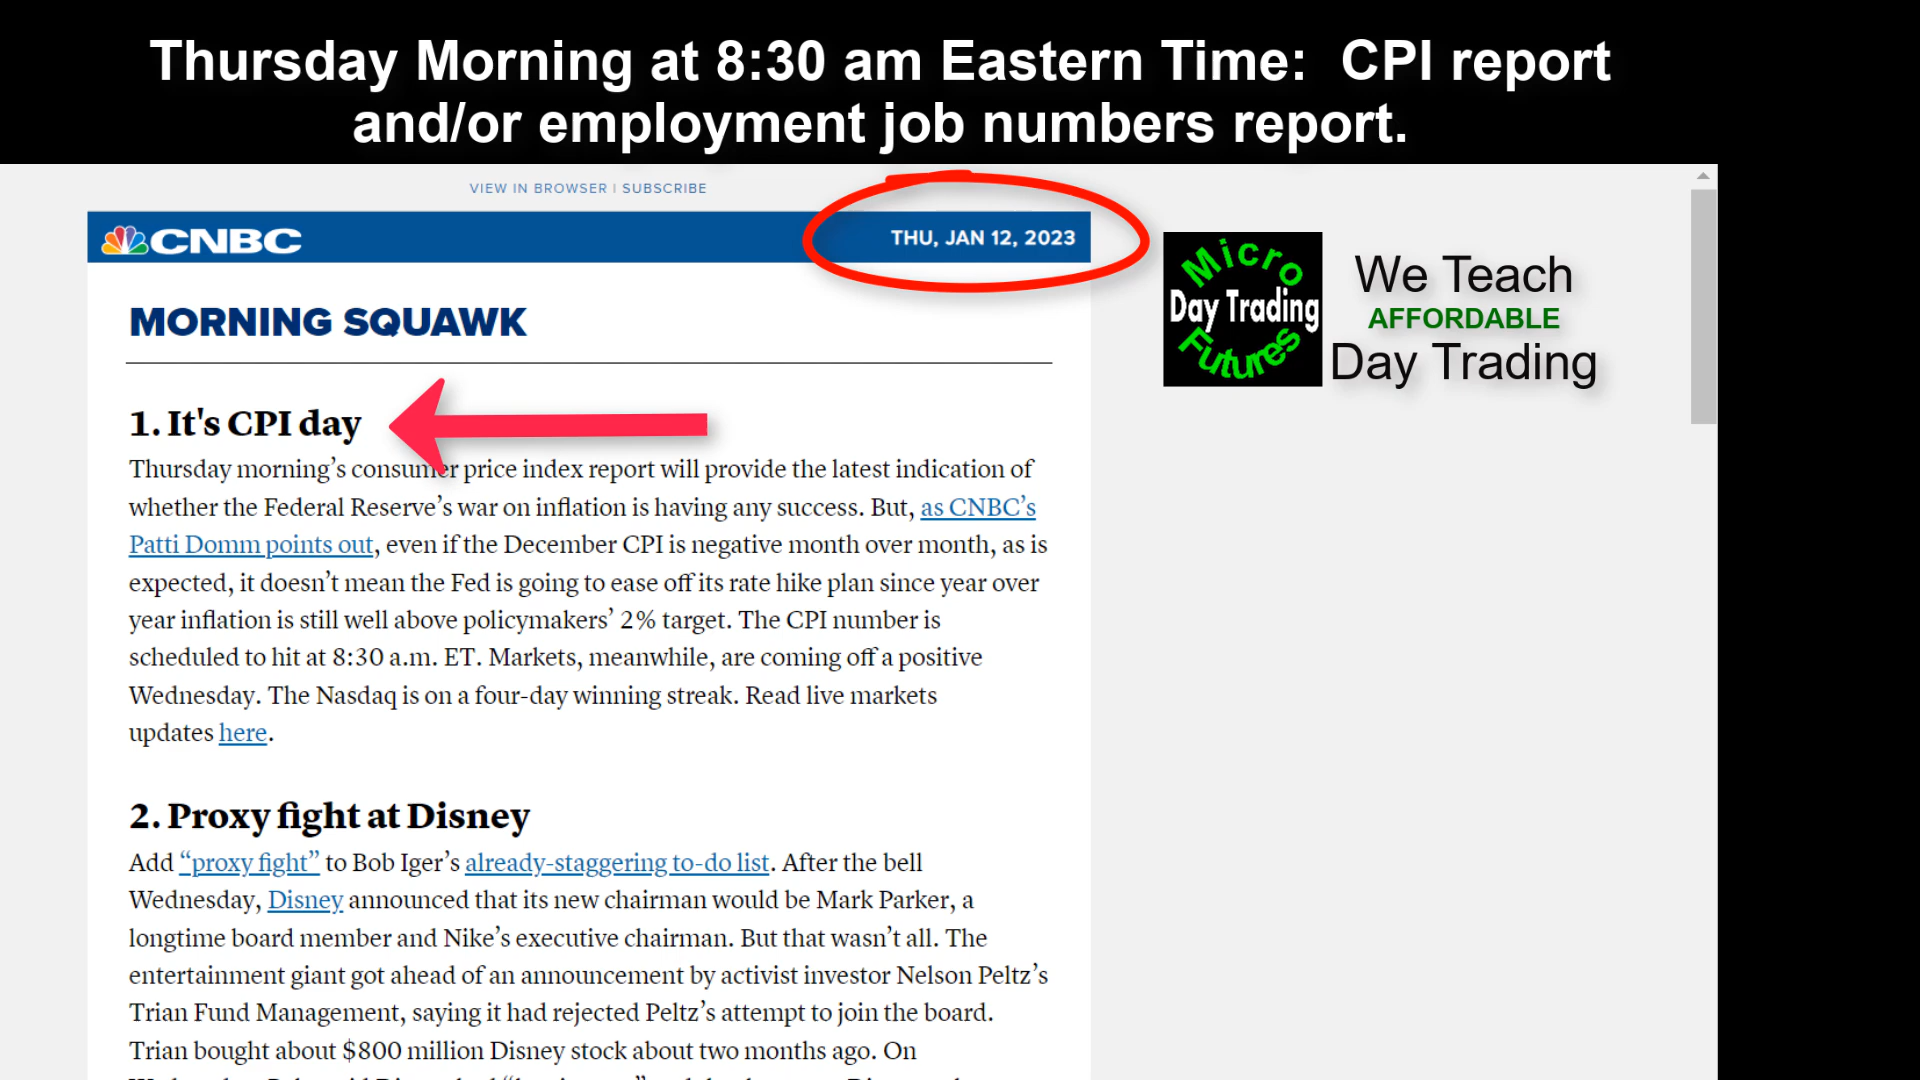 Thursday Morning at 8:30 am Eastern Time: CPI report
and/or employment job numbers report.
VIEW IN BROWSER | SUBSCRIBE
CNBC
THU, JAN 12, 2023
MORNING SQUAWK
Micro
Day Trading
Futures
We Teach
AFFORDABLE
Day Trading
1. It's CPI day
Thursday morning’s consumer price index report will provide the latest indication of
whether the Federal Reserve’s war on inflation is having any success. But, as CNBC’s
Patti Domm points out, even if the December CPI is negative month over month, as is
expected, it doesn’t mean the Fed is going to ease off its rate hike plan since year over
year inflation is still well above policymakers’ 2% target. The CPI number is
scheduled to hit at 8:30 a.m. ET. Markets, meanwhile, are coming off a positive
Wednesday. The Nasdaq is on a four-day winning streak. Read live markets
updates here.
2. Proxy fight at Disney
Add “proxy fight” to Bob Iger’s already-staggering to-do list. After the bell
Wednesday, Disney announced that its new chairman would be Mark Parker, a
longtime board member and Nike’s executive chairman. But that wasn’t all. The
entertainment giant got ahead of an announcement by activist investor Nelson Peltz’s
Trian Fund Management, saying it had rejected Peltz’s attempt to join the board.
Trian bought about $800 million Disney stock about two months ago. On